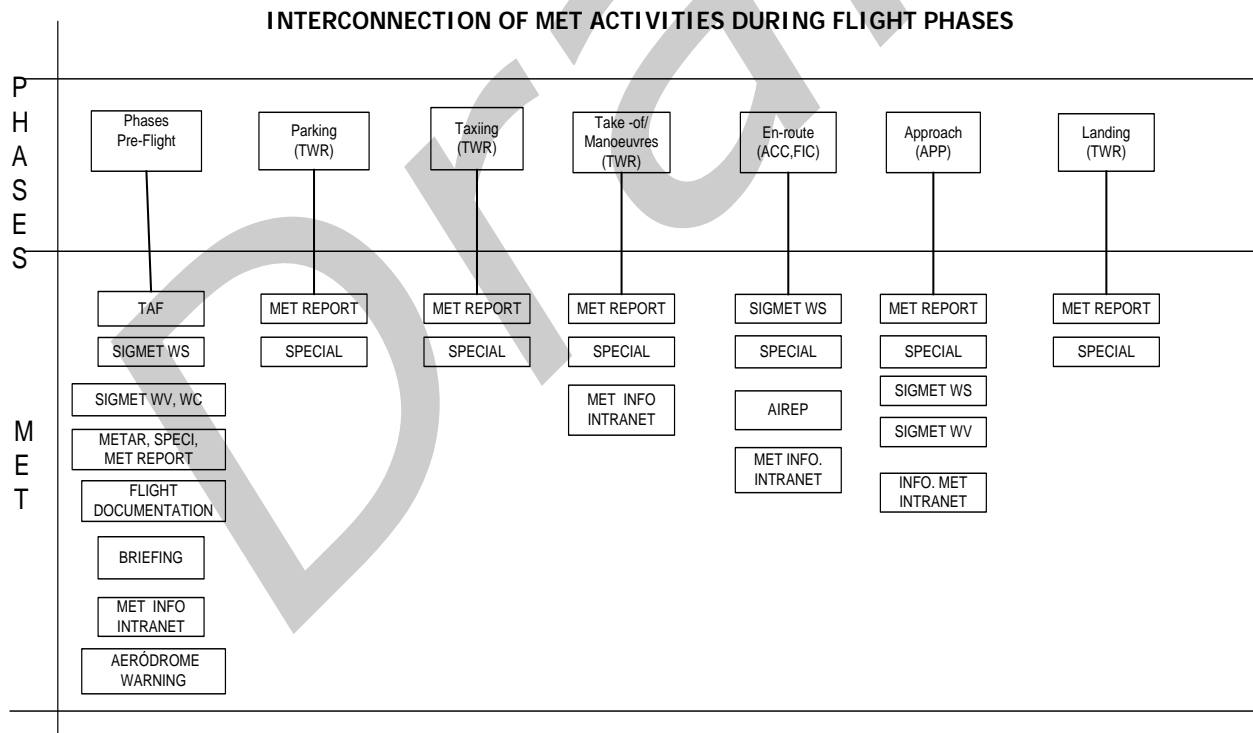 INTERCONNECTION OF MET ACTIVITIES DURING FLIGHT PHASES
PHASES
Phases
Pre-Flight
Parking
(TWR)
Taxiing
(TWR)
Take -of/
Manoeuvres
(TWR)
En-route
(ACC,FIC)
Approach
(APP)
Landing
(TWR)
MET
TAF
SIGMET WS
SIGMET WV, WC
METAR, SPECI,
MET REPORT
FLIGHT
DOCUMENTATION
BRIEFING
MET INFO
INTRANET
AERÓDROME
WARNING
MET REPORT
SPECIAL
MET REPORT
SPECIAL
MET REPORT
SPECIAL
MET INFO
INTRANET
SIGMET WS
SPECIAL
AIREP
MET INFO.
INTRANET
MET REPORT
SPECIAL
SIGMET WS
SIGMET WV
INFO. MET
INTRANET
MET REPORT
SPECIAL
Draf